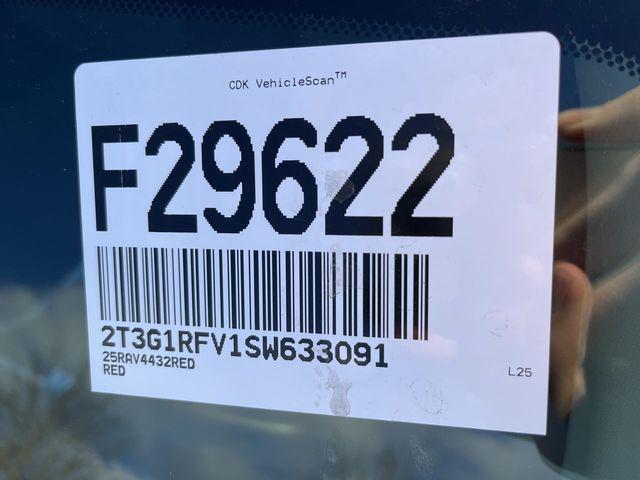 CDK VehicleScan™
F29622
2T3G1RFV1SW633091
25RAV4432RED
RED
L25